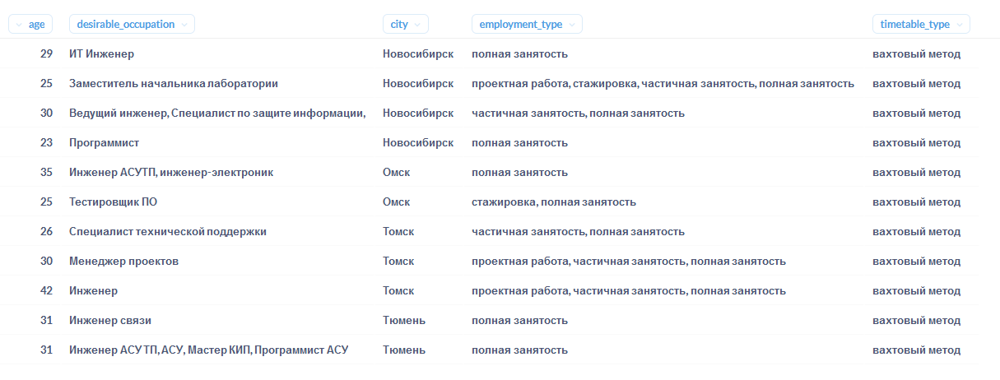 age desirable_occupation city employment_type timetable_type
29 ИТ Инженер Новосибирск полная занятость вахтовый метод
25 Заместитель начальника лаборатории Новосибирск проектная работа, стажировка, частичная занятость, полная занятость вахтовый метод
30 Ведущий инженер, Специалист по защите информации, Новосибирск частичная занятость, полная занятость вахтовый метод
23 Программист Новосибирск полная занятость вахтовый метод
35 Инженер АСУТП, инженер-электроник Омск полная занятость вахтовый метод
25 Тестировщик ПО Омск стажировка, полная занятость вахтовый метод
26 Специалист технической поддержки Томск частичная занятость, полная занятость вахтовый метод
30 Менеджер проектов Томск проектная работа, частичная занятость, полная занятость вахтовый метод
42 Инженер Томск проектная работа, частичная занятость, полная занятость вахтовый метод
31 Инженер связи Тюмень полная занятость вахтовый метод
31 Инженер АСУ ТП, АСУ, Мастер КИП, Программист АСУ Тюмень полная занятость вахтовый метод